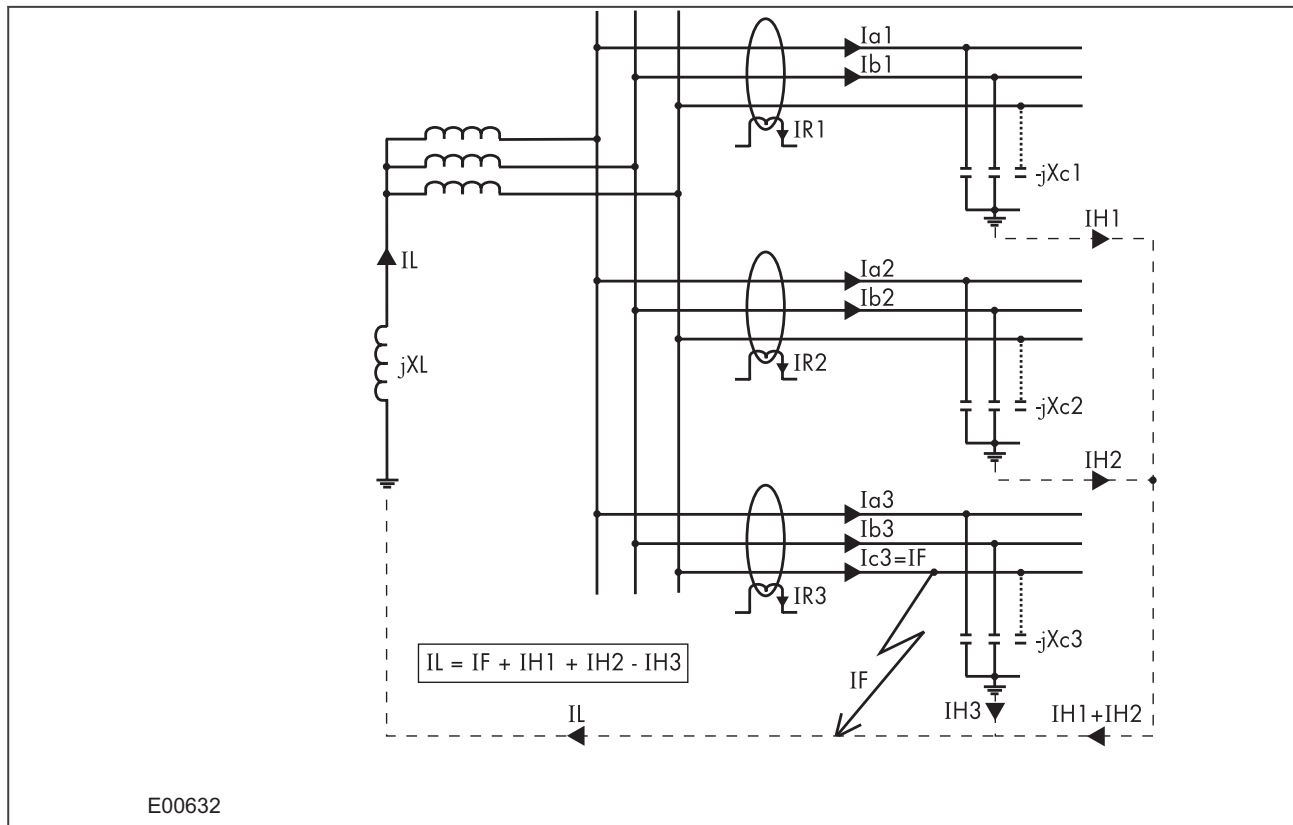 Ia1
Ib1
IR1
-jXc1
IH1
IL
Ia2
Ib2
jXL
IR2
-jXc2
IH2
Ia3
Ib3
Ic3=IF
IR3
-jXc3
IL = IF + IH1 + IH2 - IH3
IF
IL
IH3
IH1+IH2
E00632